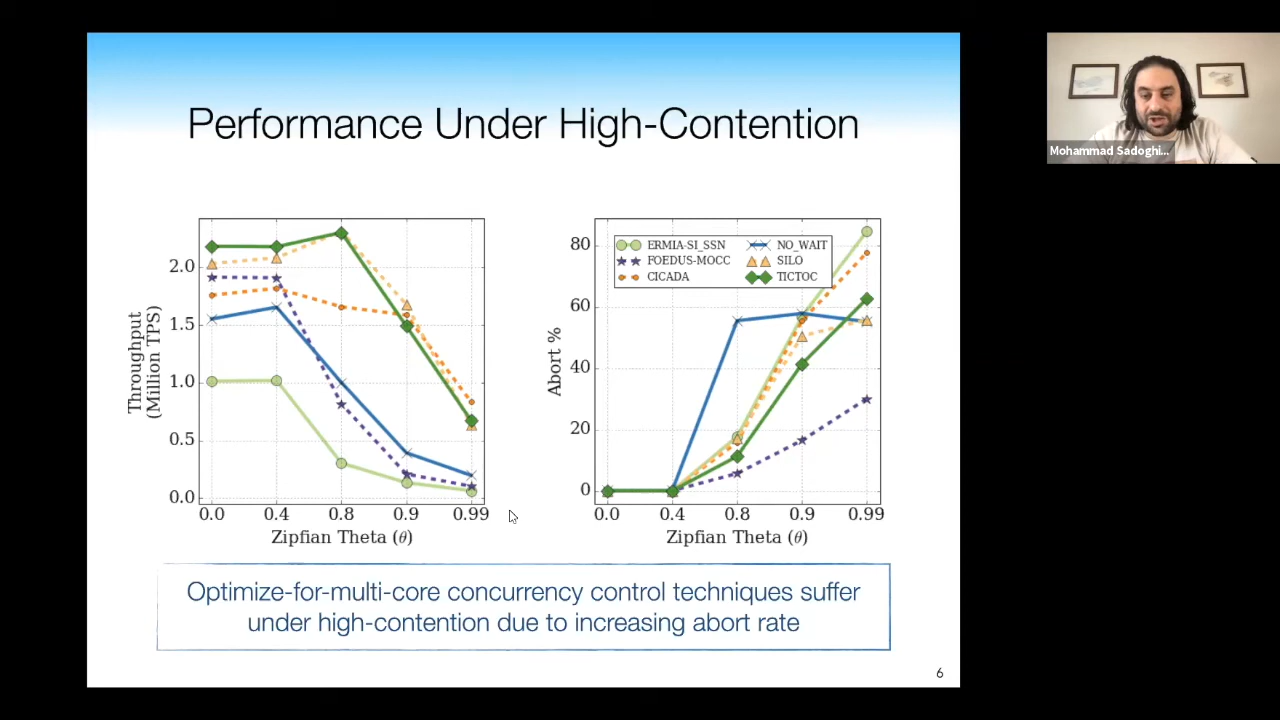 Performance Under High-Contention
Mohammad Sadoghi...
Throughput
(Million TPS)
2.0
1.5
1.0
0.5
0.0
0.0 0.4 0.8 0.9 0.99
Zipfian Theta (θ)
Abort %
80
60
40
20
0
ERMIA-SI_SSN
FOEDUS-MOCC
CICADA
NO_WAIT
SILO
TICTOC
0.0 0.4 0.8 0.9 0.99
Zipfian Theta (θ)
Optimize-for-multi-core concurrency control techniques suffer
under high-contention due to increasing abort rate
6